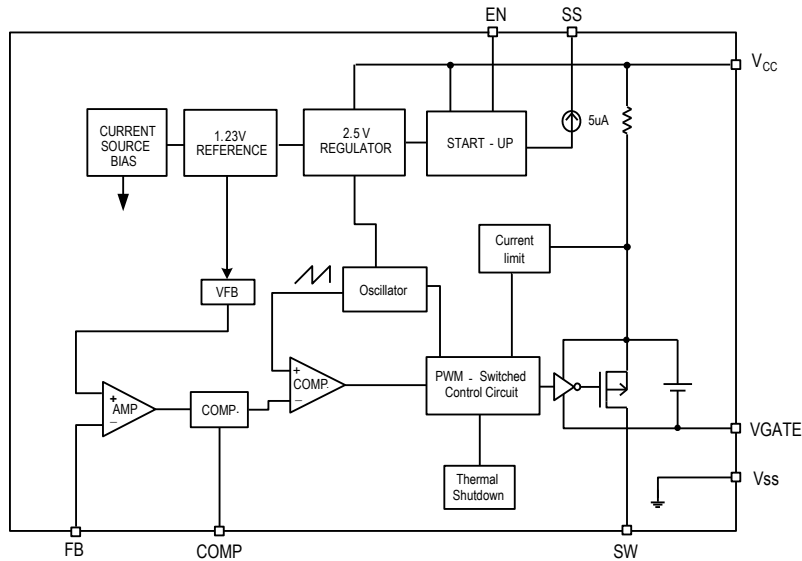 EN SS
V_CC
CURRENT
SOURCE
BIAS
1.23V
REFERENCE
2.5 V
REGULATOR
START - UP
5uA
Current
limit
VFB
Oscillator
+
AMP
−
COMP.
+
COMP.
−
PWM - Switched
Control Circuit
Thermal
Shutdown
VGATE
Vss
FB COMP SW